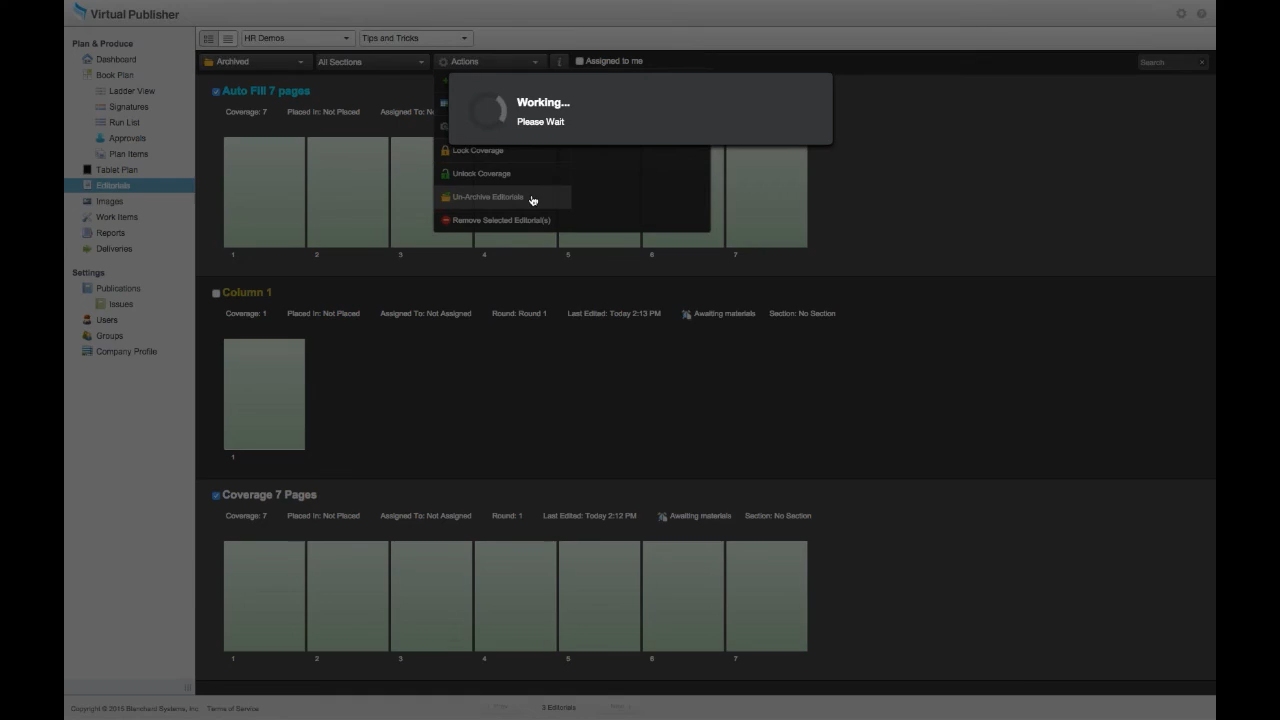 Virtual Publisher
Plan & Produce
Dashboard
Book Plan
Ladder View
Signatures
Run List
Approvals
Plan Items
Tablet Plan
Editorials
Images
Work Items
Reports
Deliveries
Settings
Publications
Issues
Users
Groups
Company Profile
HR Demos
Tips and Tricks
Archived
All Sections
Actions
Assigned to me
Search
Working...
Please Wait
Lock Coverage
Unlock Coverage
Un-Archive Editorials
Remove Selected Editorial(s)
Auto Fill 7 pages
Coverage: 7 Placed In: Not Placed Assigned To:
1 2 3 4 5 6 7
Column 1
Coverage: 1 Placed In: Not Placed Assigned To: Not Assigned Round: Round 1 Last Edited: Today 2:13 PM Awaiting materials Section: No Section
1
Coverage 7 Pages
Coverage: 7 Placed In: Not Placed Assigned To: Not Assigned Round: 1 Last Edited: Today 2:12 PM Awaiting materials Section: No Section
1 2 3 4 5 6 7
Copyright © 2015 Blanchard Systems, Inc. Terms of Service
3 Editorials